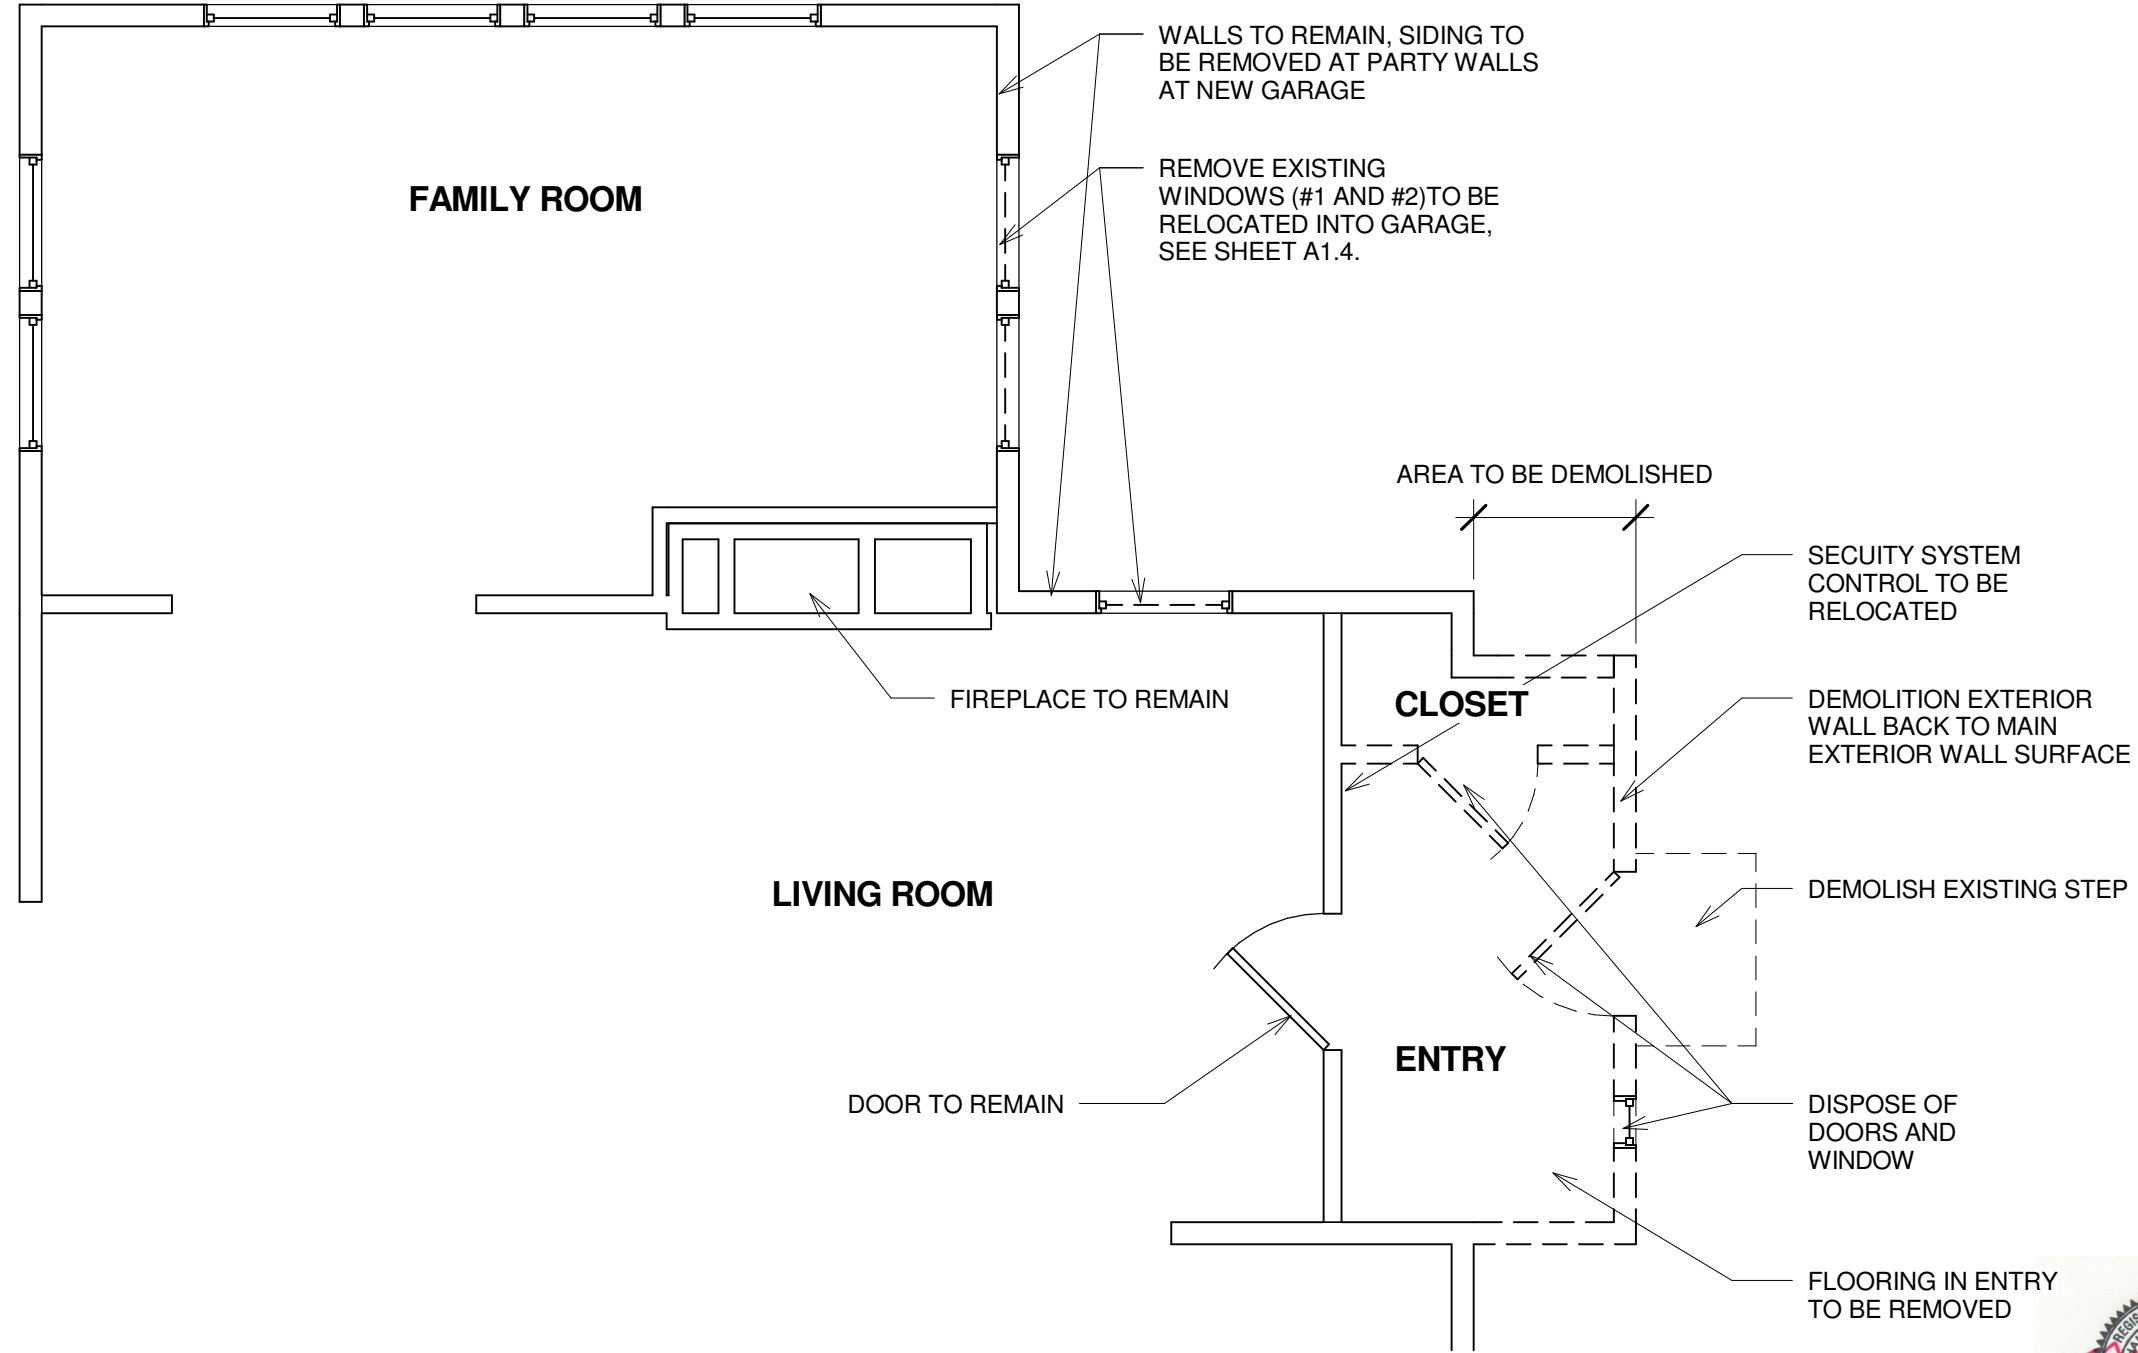 WALLS TO REMAIN, SIDING TO
BE REMOVED AT PARTY WALLS
AT NEW GARAGE
FAMILY ROOM
REMOVE EXISTING
WINDOWS (#1 AND #2)TO BE
RELOCATED INTO GARAGE,
SEE SHEET A1.4.
AREA TO BE DEMOLISHED
SECUITY SYSTEM
CONTROL TO BE
RELOCATED
FIREPLACE TO REMAIN
CLOSET
DEMOLITION EXTERIOR
WALL BACK TO MAIN
EXTERIOR WALL SURFACE
LIVING ROOM
DEMOLISH EXISTING STEP
ENTRY
DOOR TO REMAIN
DISPOSE OF
DOORS AND
WINDOW
FLOORING IN ENTRY
TO BE REMOVED